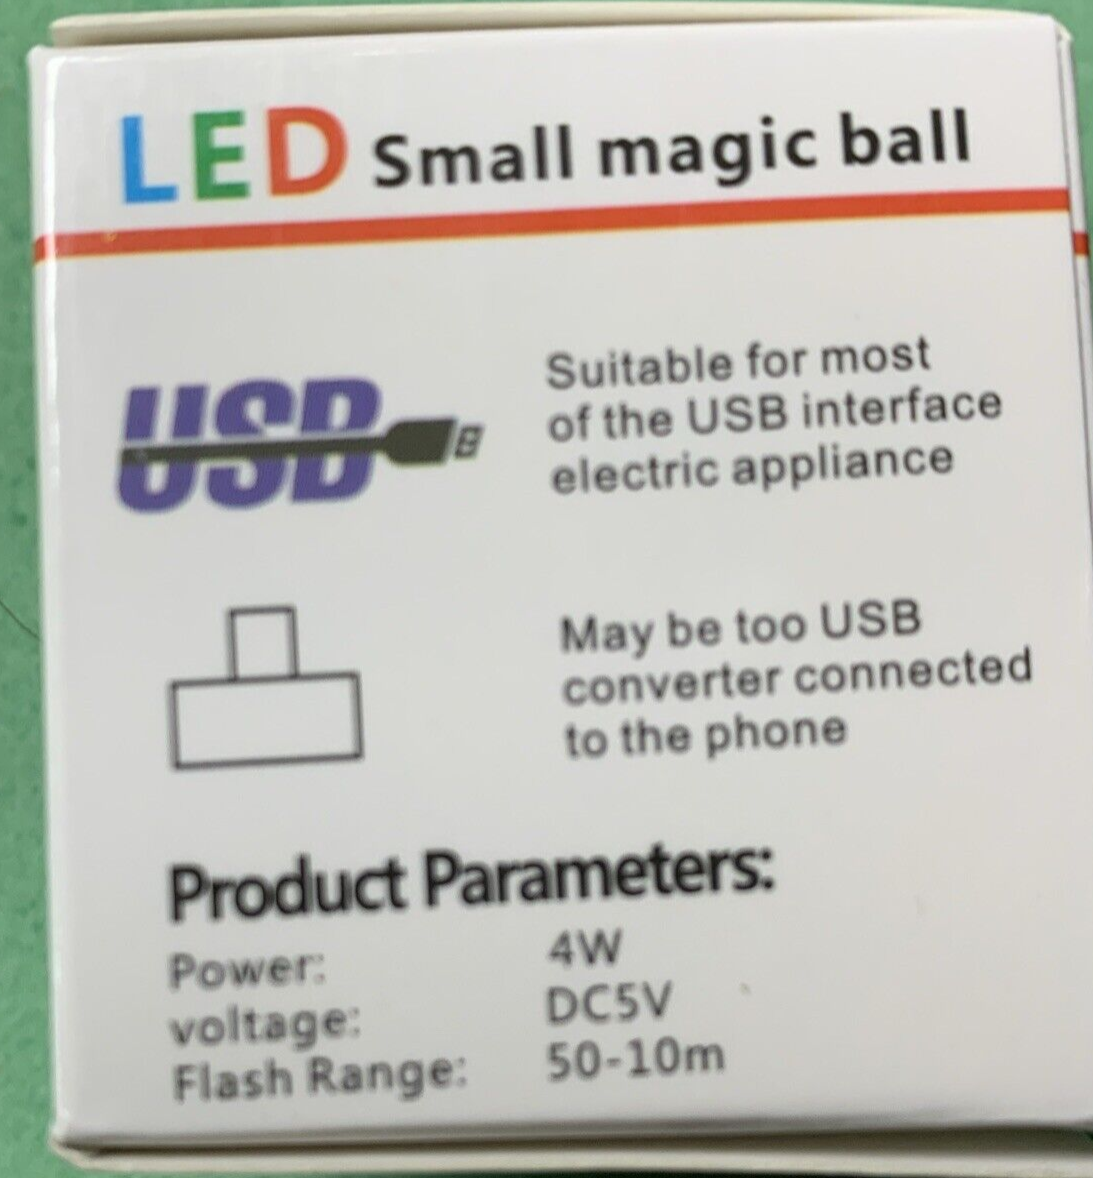 LED Small magic ball
USB
Suitable for most
of the USB interface
electric appliance
May be too USB
converter connected
to the phone
Product Parameters:
Power: 4W
voltage: DC5V
Flash Range: 50-10m